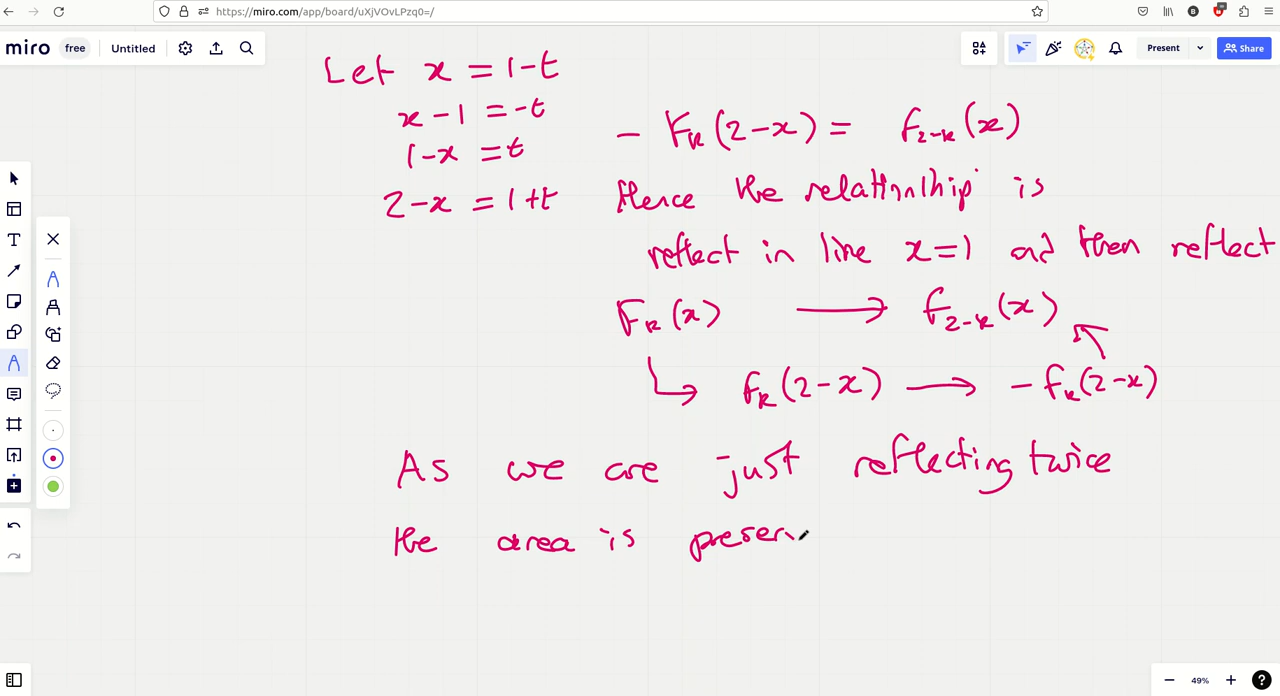 https://miro.com/app/board/uXjVOvLPzq0=/
miro free Untitled Present Share
Let x = 1-t
x-1 = -t
1-x = t
2-x = 1+t
- F_k(2-x) = F_{2-k}(x)
Hence the relationship is
reflect in line x=1 and then reflect
F_k(x) → F_{2-k}(x)
F_k(2-x) → -F_k(2-x)
As we are just reflecting twice
the area is preserv
49%